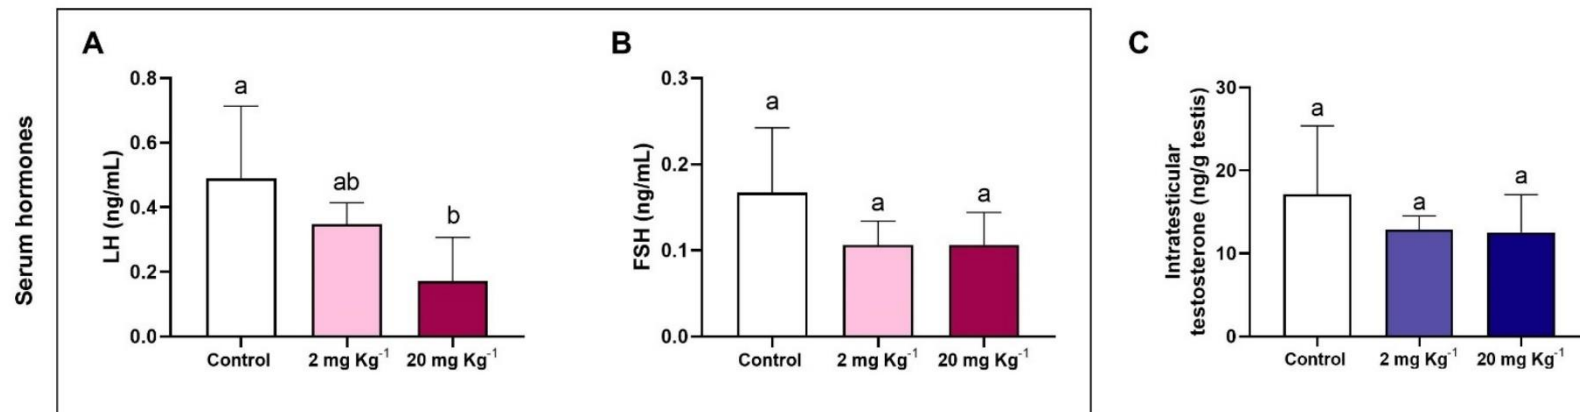 Serum hormones
A
LH (ng/mL)
0.8
0.6
0.4
0.2
0.0
a
ab
b
Control
2 mg Kg⁻¹
20 mg Kg⁻¹
B
FSH (ng/mL)
0.3
0.2
0.1
0.0
a
a
a
Control
2 mg Kg⁻¹
20 mg Kg⁻¹
C
Intratesticular
testosterone (ng/g testis)
30
20
10
0
a
a
a
Control
2 mg Kg⁻¹
20 mg Kg⁻¹